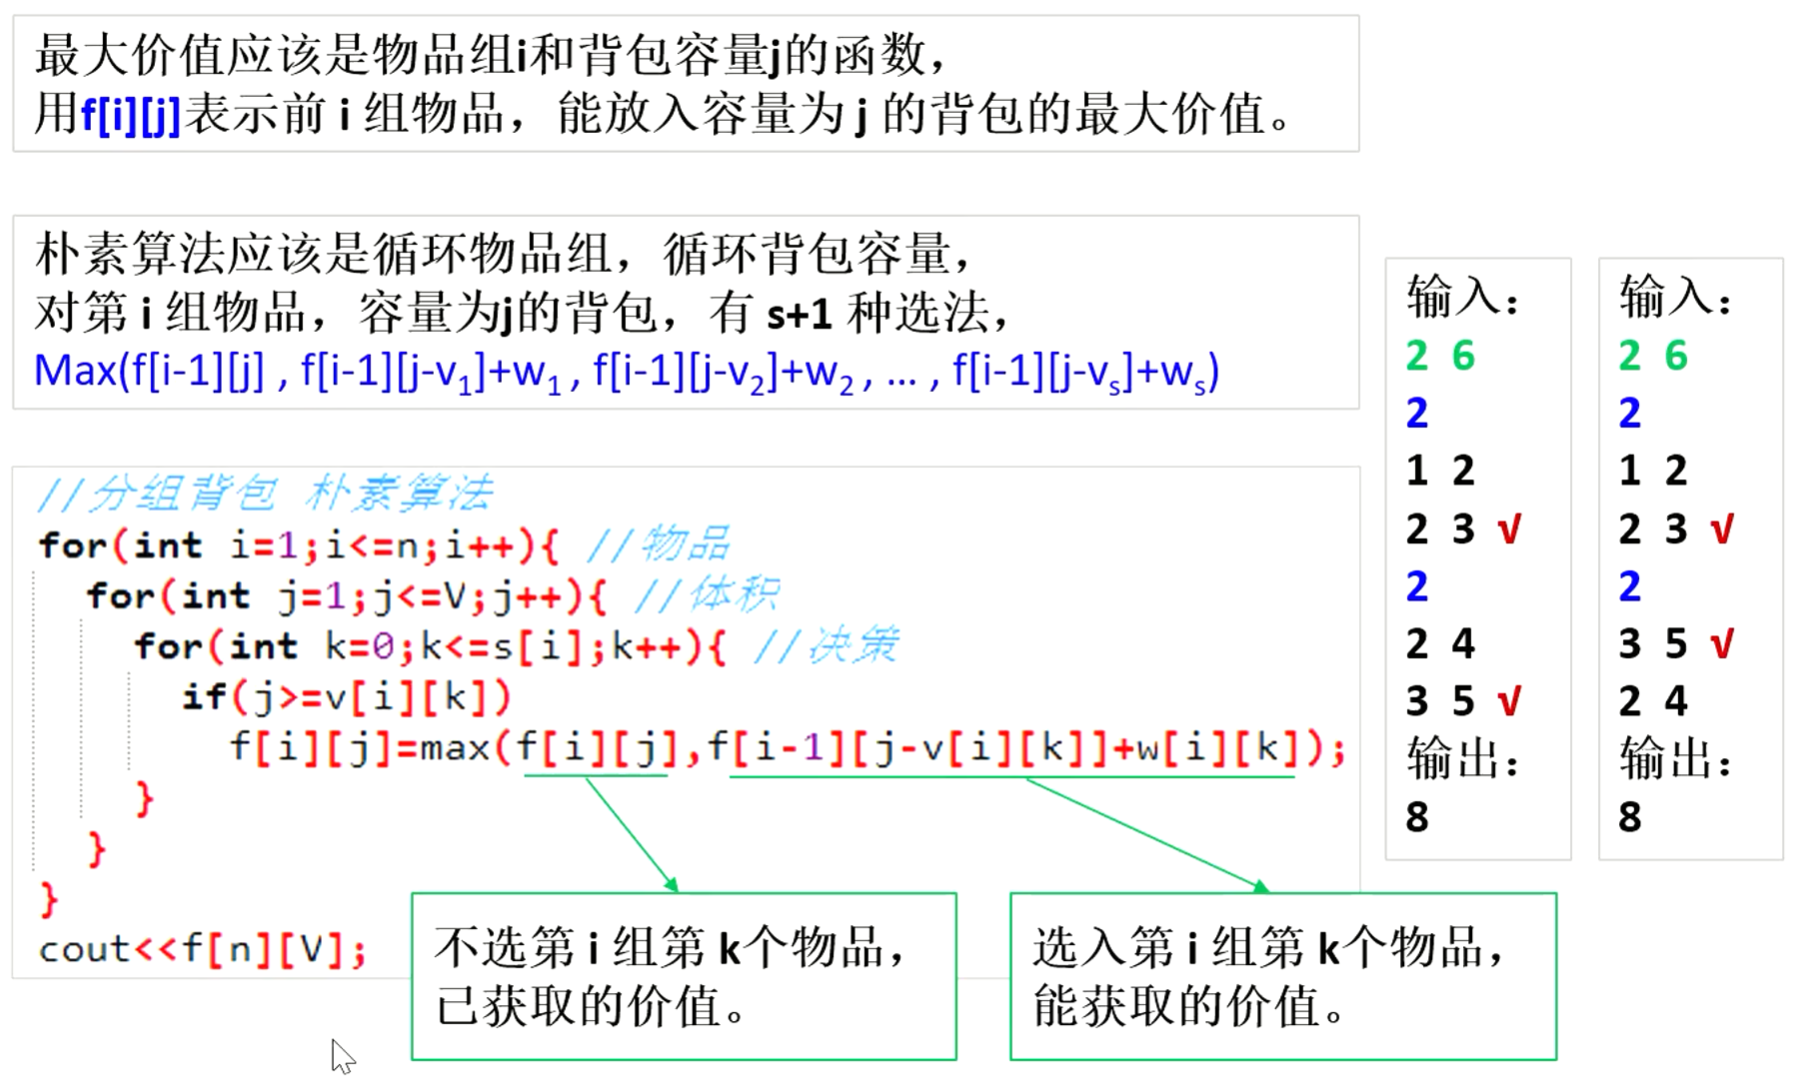 最大价值应该是物品组i和背包容量j的函数，
用f[i][j]表示前 i 组物品，能放入容量为 j 的背包的最大价值。
朴素算法应该是循环物品组，循环背包容量，
对第 i 组物品，容量为j的背包，有 s+1 种选法，
Max(f[i-1][j] , f[i-1][j-v₁]+w₁ , f[i-1][j-v₂]+w₂ , … , f[i-1][j-vₛ]+wₛ)
//分组背包 朴素算法
for(int i=1;i<=n;i++){ //物品
for(int j=1;j<=V;j++){ //体积
for(int k=0;k<=s[i];k++){ //决策
if(j>=v[i][k])
f[i][j]=max(f[i][j],f[i-1][j-v[i][k]]+w[i][k]);
}
}
}
cout<<f[n][V];
不选第 i 组第 k个物品，
已获取的价值。
选入第 i 组第 k个物品，
能获取的价值。
输入：
2 6
2
1 2
2 3 √
2
2 4
3 5 √
输出：
8
输入：
2 6
2
1 2
2 3 √
2
3 5 √
2 4
输出：
8